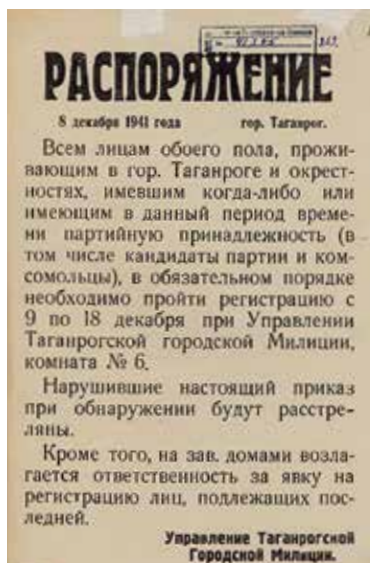 РАСПОРЯЖЕНИЕ
8 декабря 1941 года гор. Таганрог.
Всем лицам обоего пола, прожи-
вающим в гор. Таганроге и окрест-
ностях, имевшим когда-либо или
имеющим в данный период време-
ни партийную принадлежность (в
том числе кандидаты партии и ком-
сомольцы), в обязательном порядке
необходимо пройти регистрацию с
9 по 18 декабря при Управлении
Таганрогской городской Милиции,
комната № 6.
Нарушившие настоящий приказ
при обнаружении будут расстре-
ляны.
Кроме того, на зав. домами возла-
гается ответственность за явку на
регистрацию лиц, подлежащих пос-
ледней.
Управление Таганрогской
Городской Милиции.